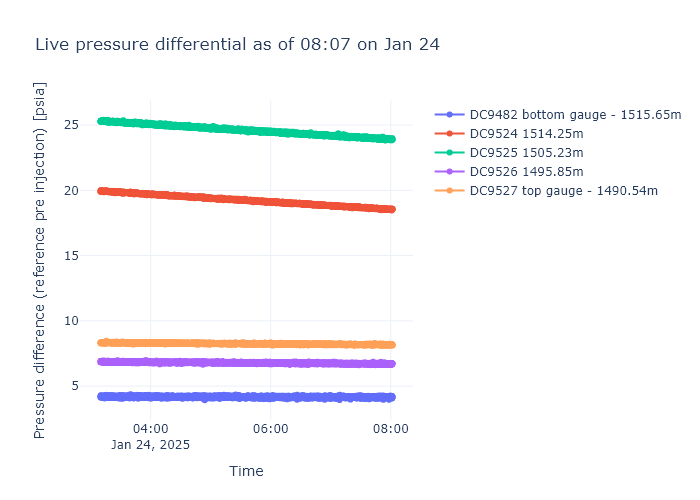 Live pressure differential as of 08:07 on Jan 24
Pressure difference (reference pre injection) [psia]
25
20
15
10
5
04:00
Jan 24, 2025
06:00
08:00
Time
DC9482 bottom gauge - 1515.65m
DC9524 1514.25m
DC9525 1505.23m
DC9526 1495.85m
DC9527 top gauge - 1490.54m